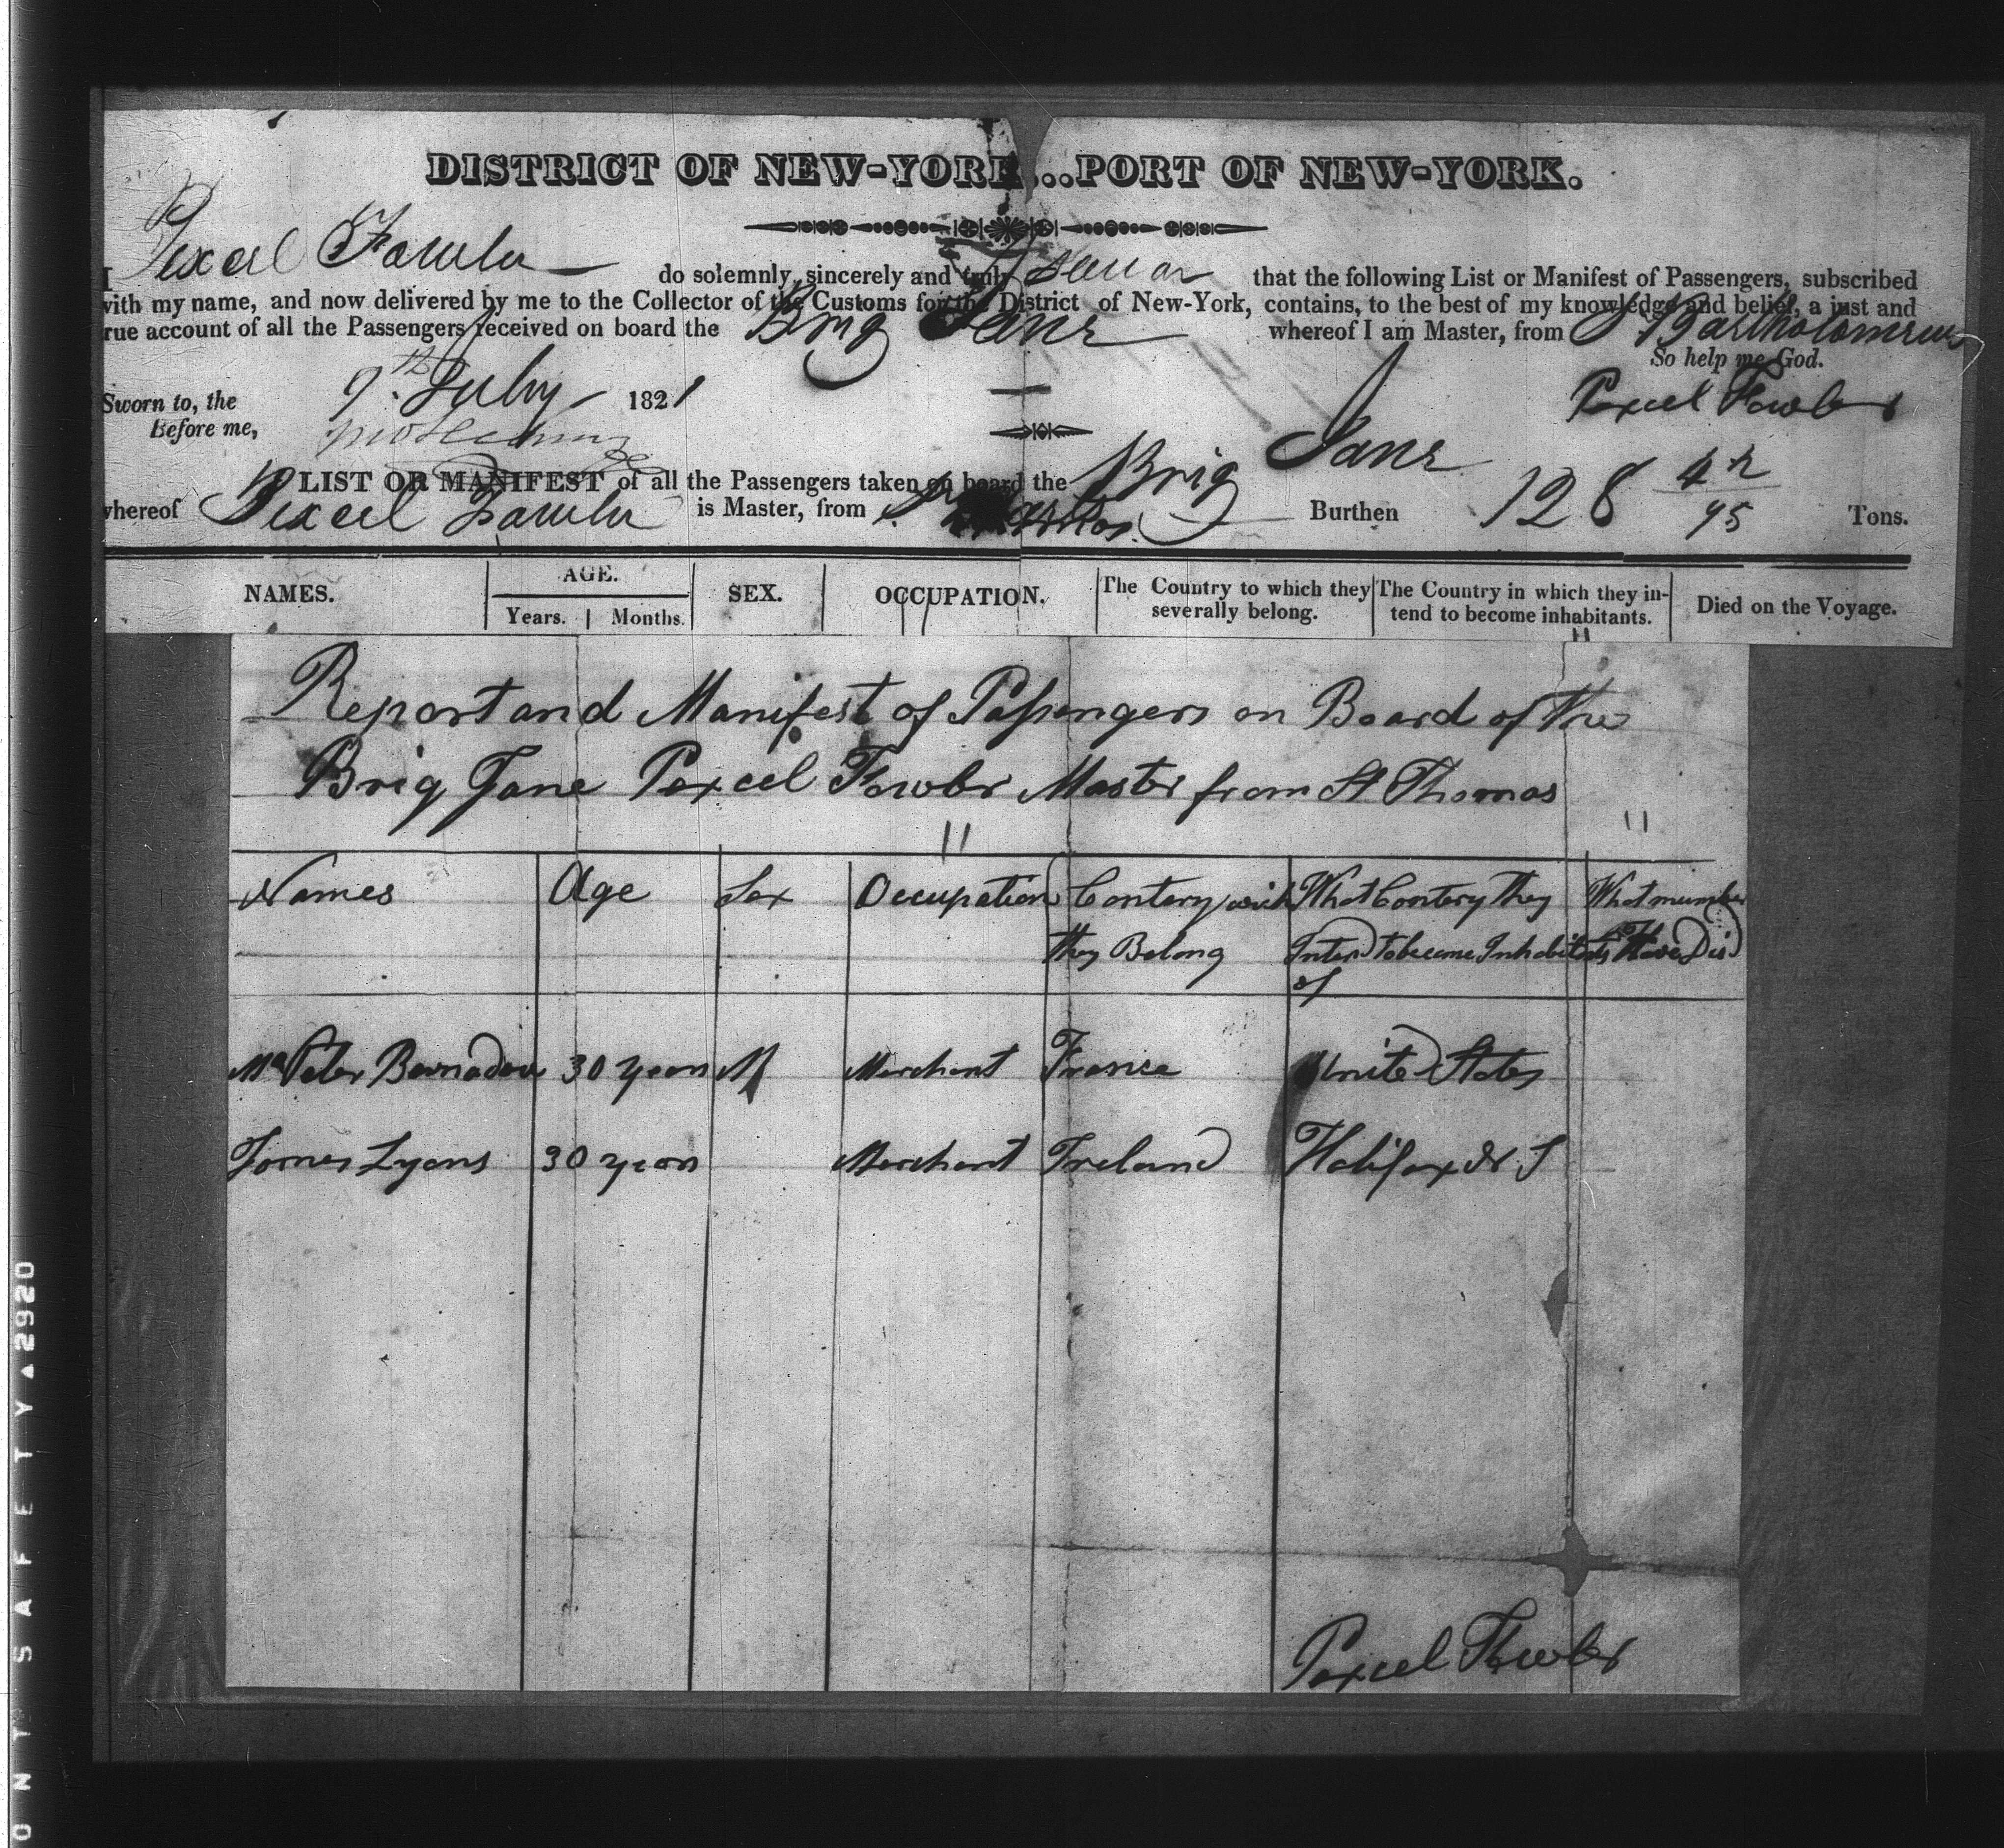 DISTRICT OF NEW-YORK...PORT OF NEW-YORK.
I Pexcel Fowler do solemnly, sincerely and truly swear that the following List or Manifest of Passengers, subscribed
with my name, and now delivered by me to the Collector of the Customs for the District of New-York, contains, to the best of my knowledge and belief, a just and
true account of all the Passengers received on board the Brig Jane whereof I am Master, from St Bartholomews
So help me God.
Sworn to, the 9th July 1821 Pexcel Fowler
Before me,
LIST OR MANIFEST of all the Passengers taken on board the Brig Jane
whereof Pexcel Fowler is Master, from Burthen 128 42/95 Tons.
NAMES. AGE. SEX. OCCUPATION. The Country to which they severally belong. The Country in which they intend to become inhabitants. Died on the Voyage.
Years. Months.
Report and Manifest of Passengers on Board of the
Brig Jane Pexcel Fowler Master from St Thomas
Names Age Sex Occupation Contery wich What Contery they What number
they Belong Intend to become Inhabitants Have Died
of
Mr Peter 30 years M Merchant France United States
James Lyons 30 years Merchant Ireland Halifax N S
Pexcel Fowler
ON T SAFETY ▲ 2920